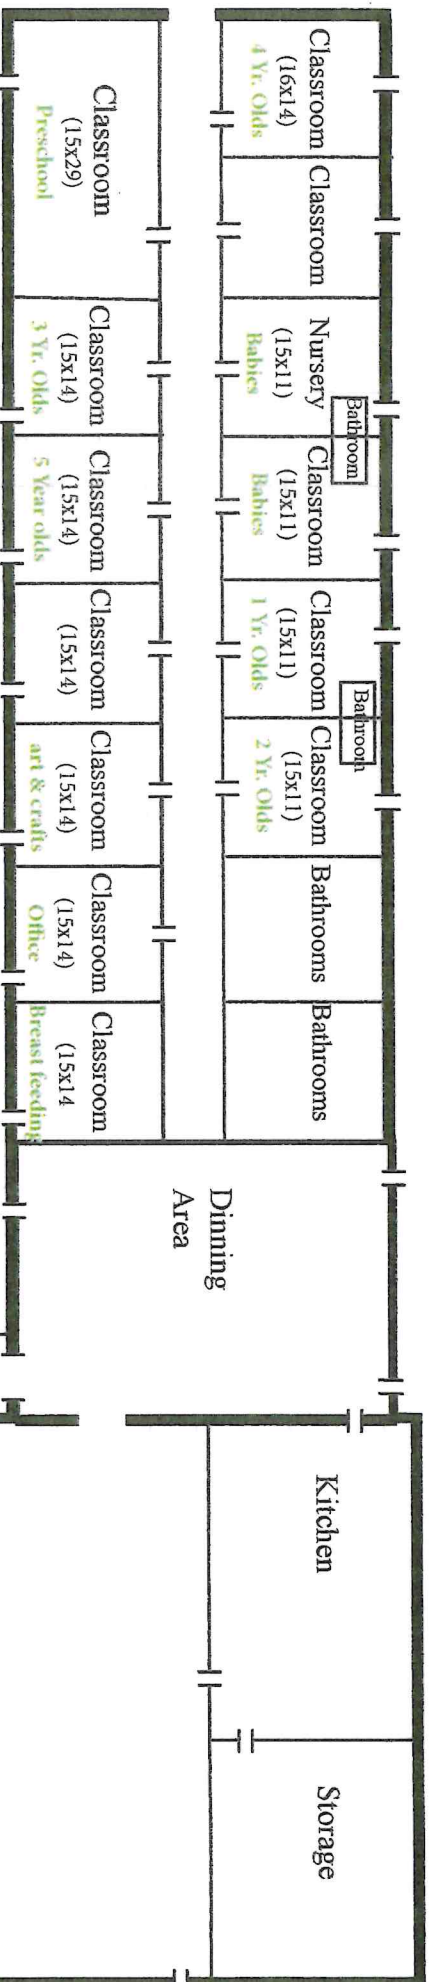 Classroom
(16x14)
4 Yr. Olds
Classroom
Nursery
(15x11)
Babies
Bathroom
Classroom
(15x11)
Babies
Classroom
(15x11)
1 Yr. Olds
Bathroom
Classroom
(15x11)
2 Yr. Olds
Bathrooms
Bathrooms
Classroom
(15x29)
Preschool
Classroom
(15x14)
3 Yr. Olds
Classroom
(15x14)
5 Year olds
Classroom
(15x14)
Classroom
(15x14)
art & crafts
Classroom
(15x14)
Office
Classroom
(15x14
Breast feeding
Dinning
Area
Kitchen
Storage